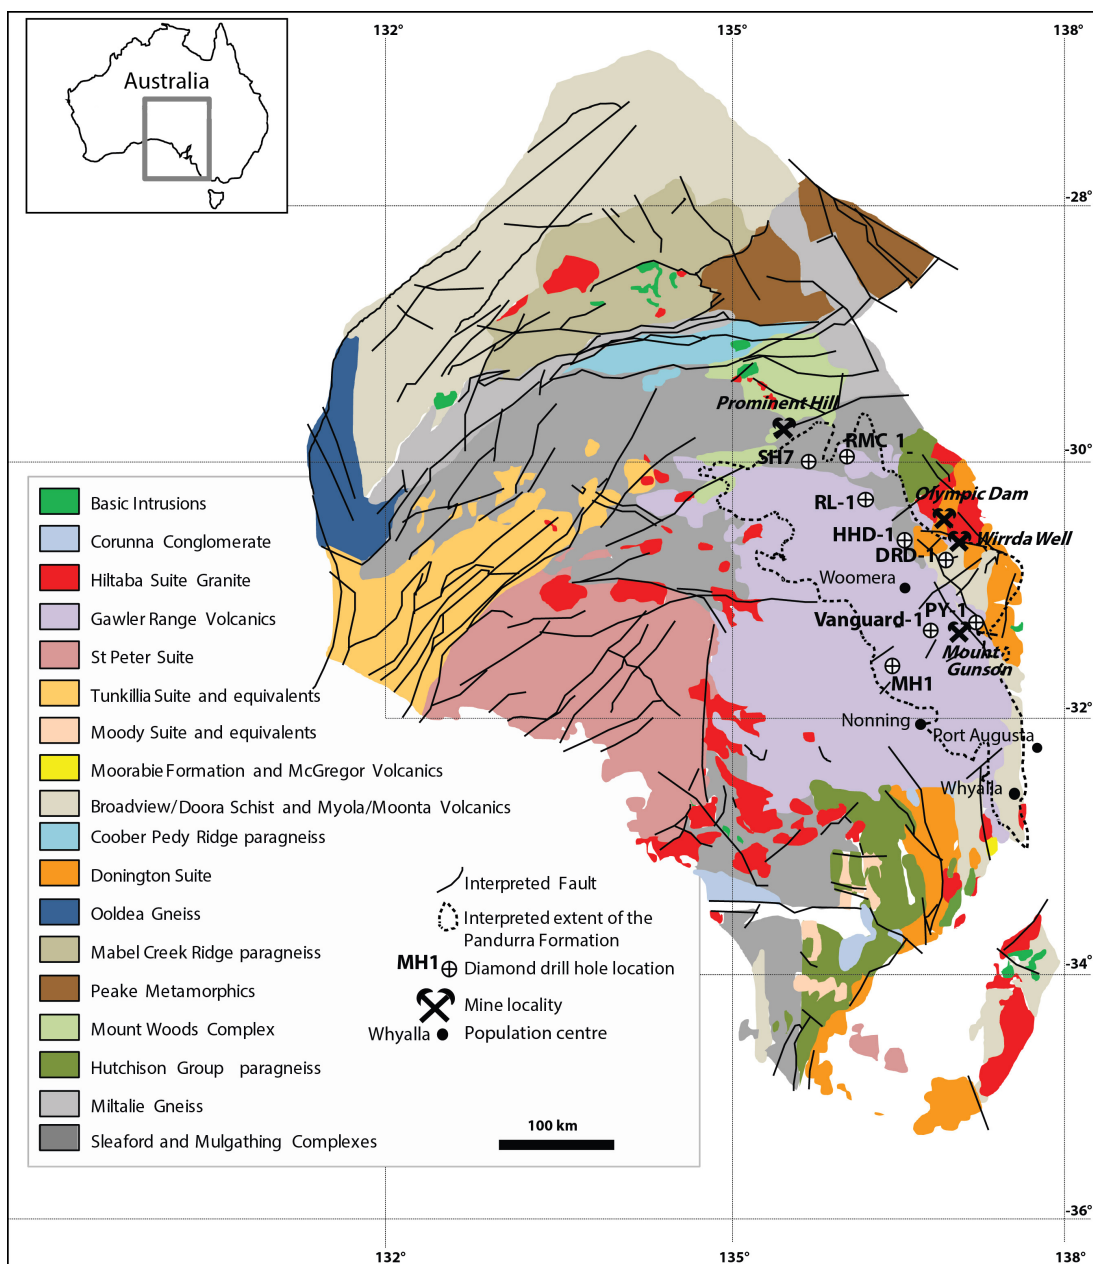 132°
135°
138°
Australia
-28°
Prominent Hill
RMC 1
SH7
-30°
RL-1
Olympic Dam
HHD-1
Wirrda Well
DRD-1
Woomera
Vanguard-1
PY-1
Mount
Gunson
MH1
-32°
Nonning
Port Augusta
Whyalla
-34°
-36°
Basic Intrusions
Corunna Conglomerate
Hiltaba Suite Granite
Gawler Range Volcanics
St Peter Suite
Tunkillia Suite and equivalents
Moody Suite and equivalents
Moorabie Formation and McGregor Volcanics
Broadview/Doora Schist and Myola/Moonta Volcanics
Coober Pedy Ridge paragneiss
Donington Suite
Ooldea Gneiss
Mabel Creek Ridge paragneiss
Peake Metamorphics
Mount Woods Complex
Hutchison Group paragneiss
Miltalie Gneiss
Sleaford and Mulgathing Complexes
Interpreted Fault
Interpreted extent of the
Pandurra Formation
MH1 Diamond drill hole location
Mine locality
Whyalla Population centre
100 km
132°
135°
138°